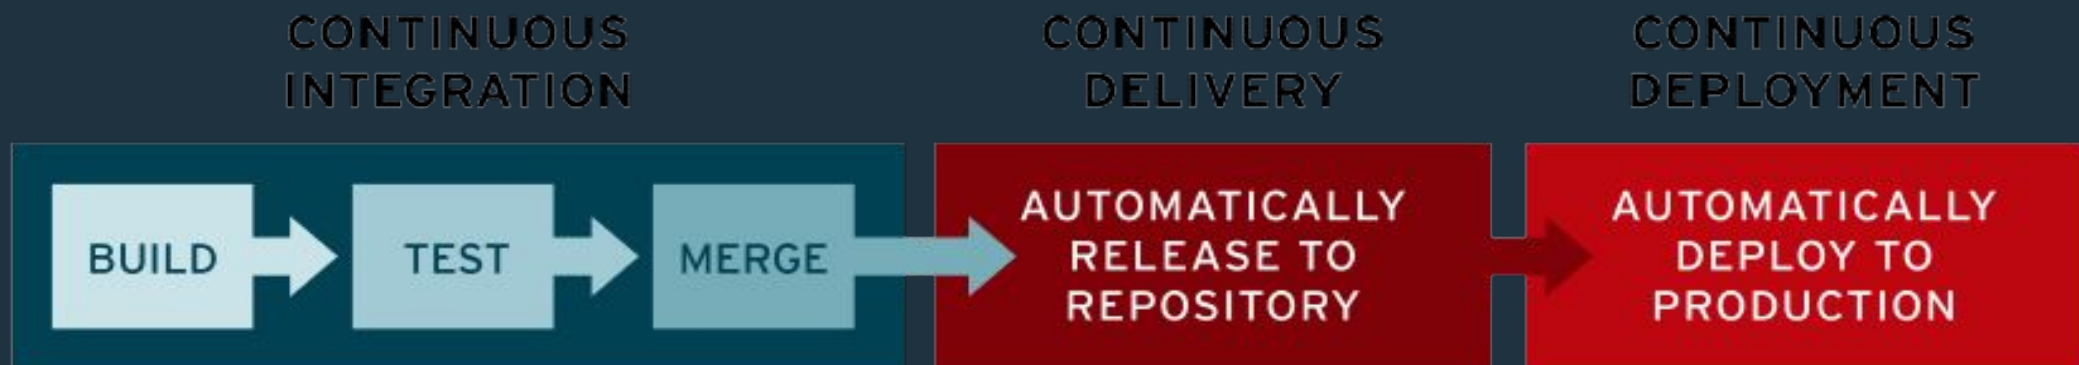 CONTINUOUS
INTEGRATION
CONTINUOUS
DELIVERY
CONTINUOUS
DEPLOYMENT
BUILD
TEST
MERGE
AUTOMATICALLY
RELEASE TO
REPOSITORY
AUTOMATICALLY
DEPLOY TO
PRODUCTION